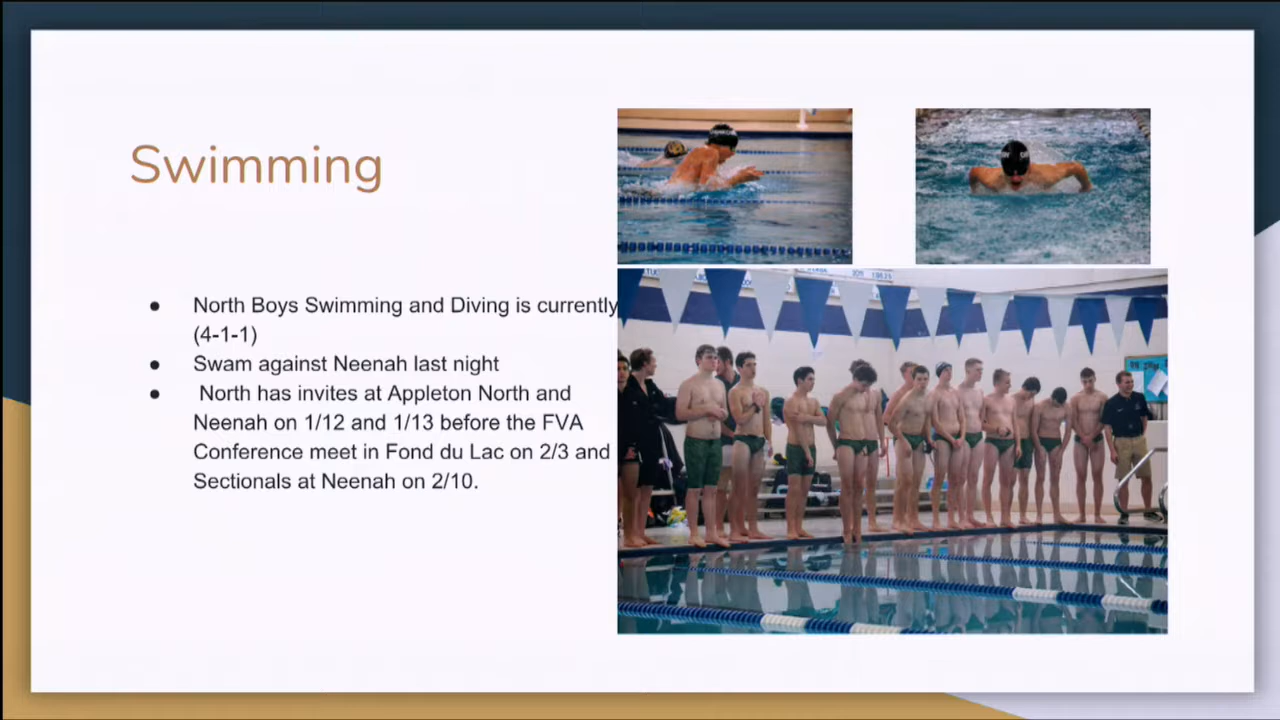 Swimming
● North Boys Swimming and Diving is currently
(4-1-1)
● Swam against Neenah last night
● North has invites at Appleton North and
Neenah on 1/12 and 1/13 before the FVA
Conference meet in Fond du Lac on 2/3 and
Sectionals at Neenah on 2/10.